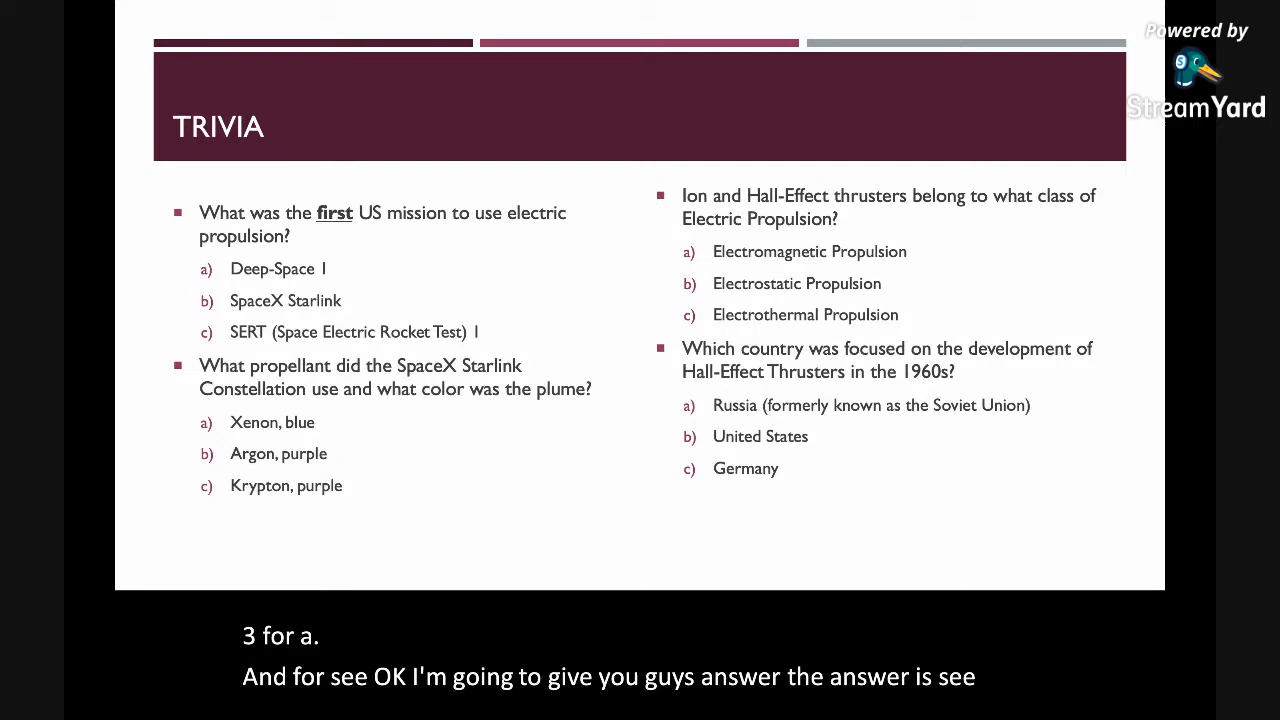 Powered by
StreamYard
TRIVIA
What was the first US mission to use electric
propulsion?
a) Deep-Space 1
b) SpaceX Starlink
c) SERT (Space Electric Rocket Test) 1
What propellant did the SpaceX Starlink
Constellation use and what color was the plume?
a) Xenon, blue
b) Argon, purple
c) Krypton, purple
Ion and Hall-Effect thrusters belong to what class of
Electric Propulsion?
a) Electromagnetic Propulsion
b) Electrostatic Propulsion
c) Electrothermal Propulsion
Which country was focused on the development of
Hall-Effect Thrusters in the 1960s?
a) Russia (formerly known as the Soviet Union)
b) United States
c) Germany
3 for a.
And for see OK I'm going to give you guys answer the answer is see